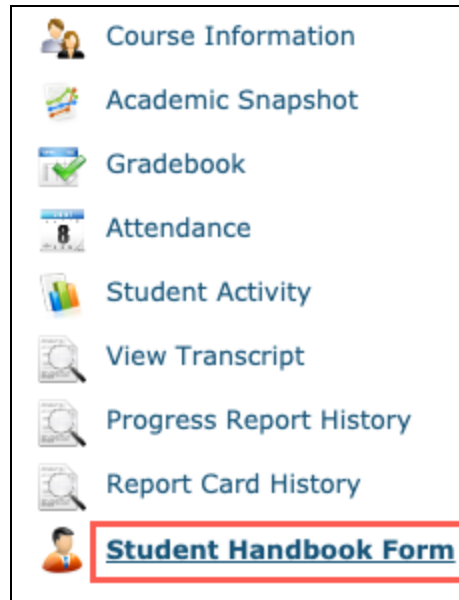 Course Information
Academic Snapshot
Gradebook
8
Attendance
Student Activity
View Transcript
Progress Report History
Report Card History
Student Handbook Form